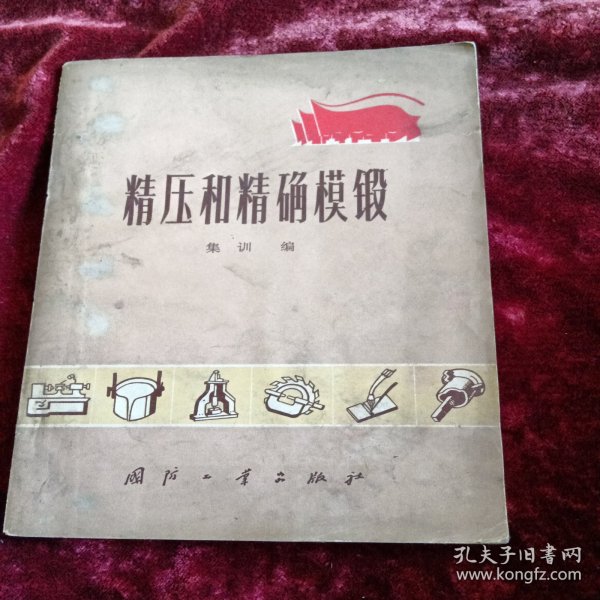 精压和精确模锻
集训 编
国防工业出版社
孔夫子旧书网
www.kongfz.com